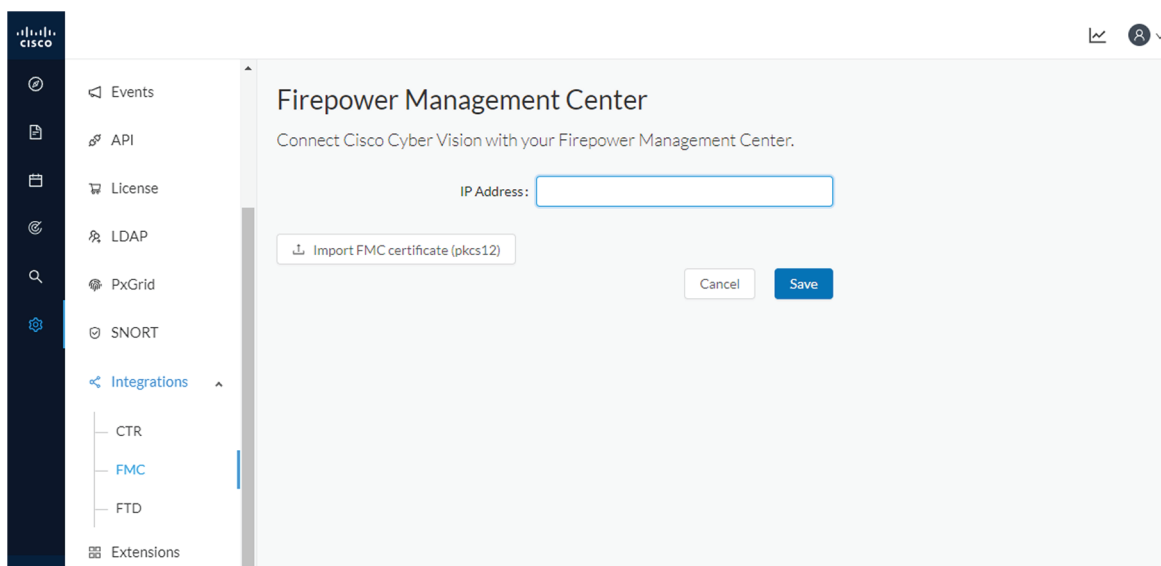 CISCO
Events
API
License
LDAP
PxGrid
SNORT
Integrations
CTR
FMC
FTD
Extensions
Firepower Management Center
Connect Cisco Cyber Vision with your Firepower Management Center.
IP Address:
Import FMC certificate (pkcs12)
Cancel Save